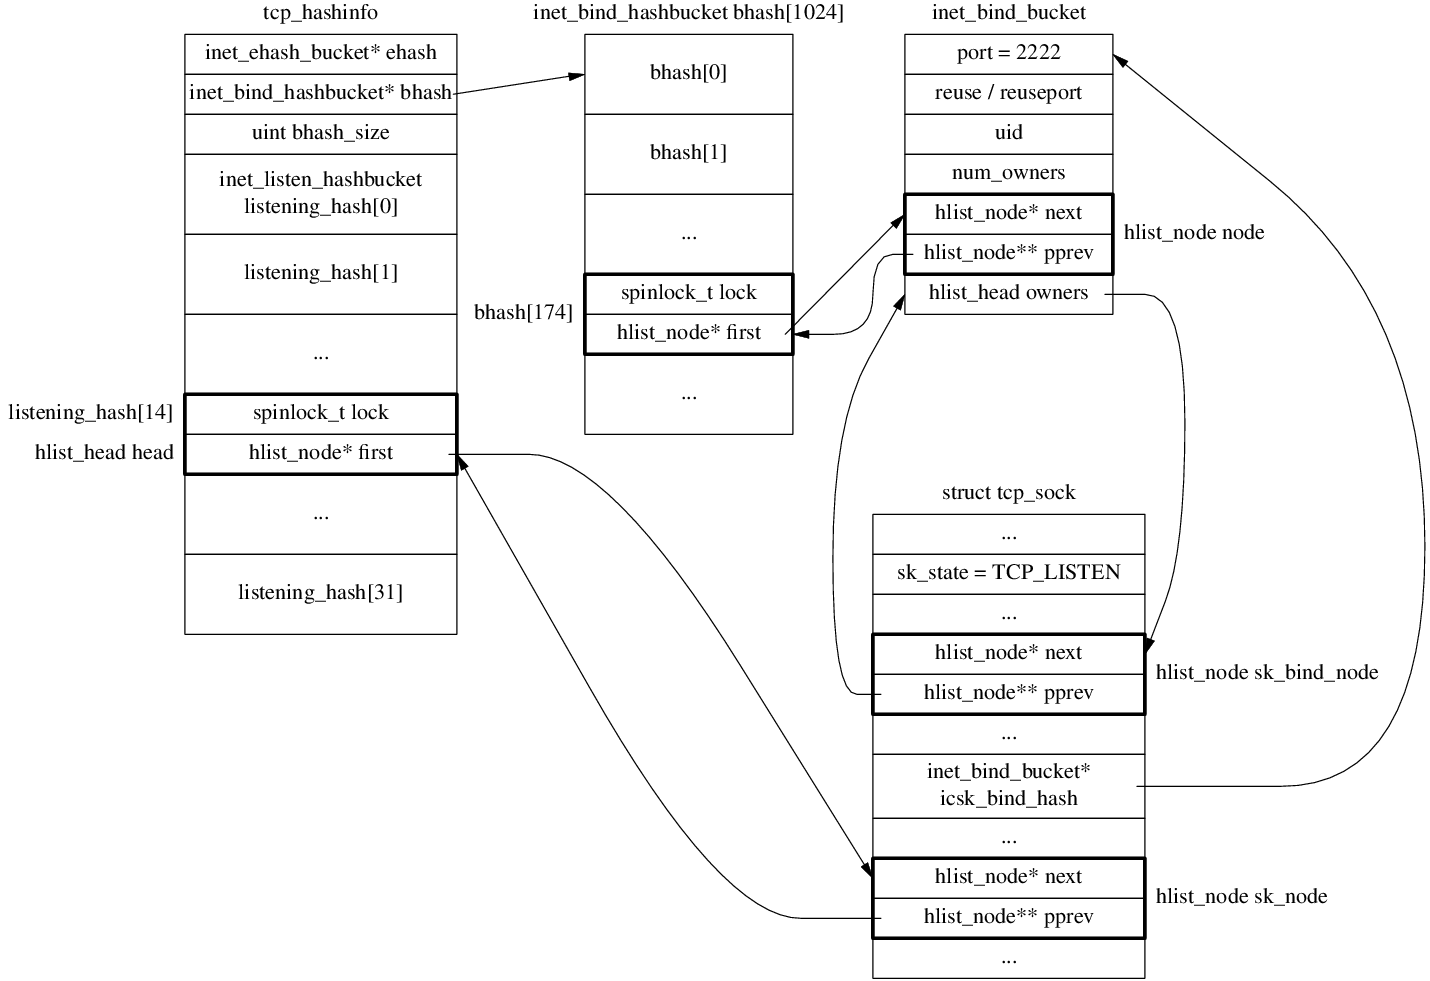 tcp_hashinfo
inet_ehash_bucket* ehash
inet_bind_hashbucket* bhash
uint bhash_size
inet_listen_hashbucket
listening_hash[0]
listening_hash[1]
...
listening_hash[14]
spinlock_t lock
hlist_head head
hlist_node* first
...
listening_hash[31]
inet_bind_hashbucket bhash[1024]
bhash[0]
bhash[1]
...
bhash[174]
spinlock_t lock
hlist_node* first
...
inet_bind_bucket
port = 2222
reuse / reuseport
uid
num_owners
hlist_node* next
hlist_node** pprev
hlist_node node
hlist_head owners
struct tcp_sock
...
sk_state = TCP_LISTEN
...
hlist_node* next
hlist_node** pprev
hlist_node sk_bind_node
...
inet_bind_bucket*
icsk_bind_hash
...
hlist_node* next
hlist_node** pprev
hlist_node sk_node
...